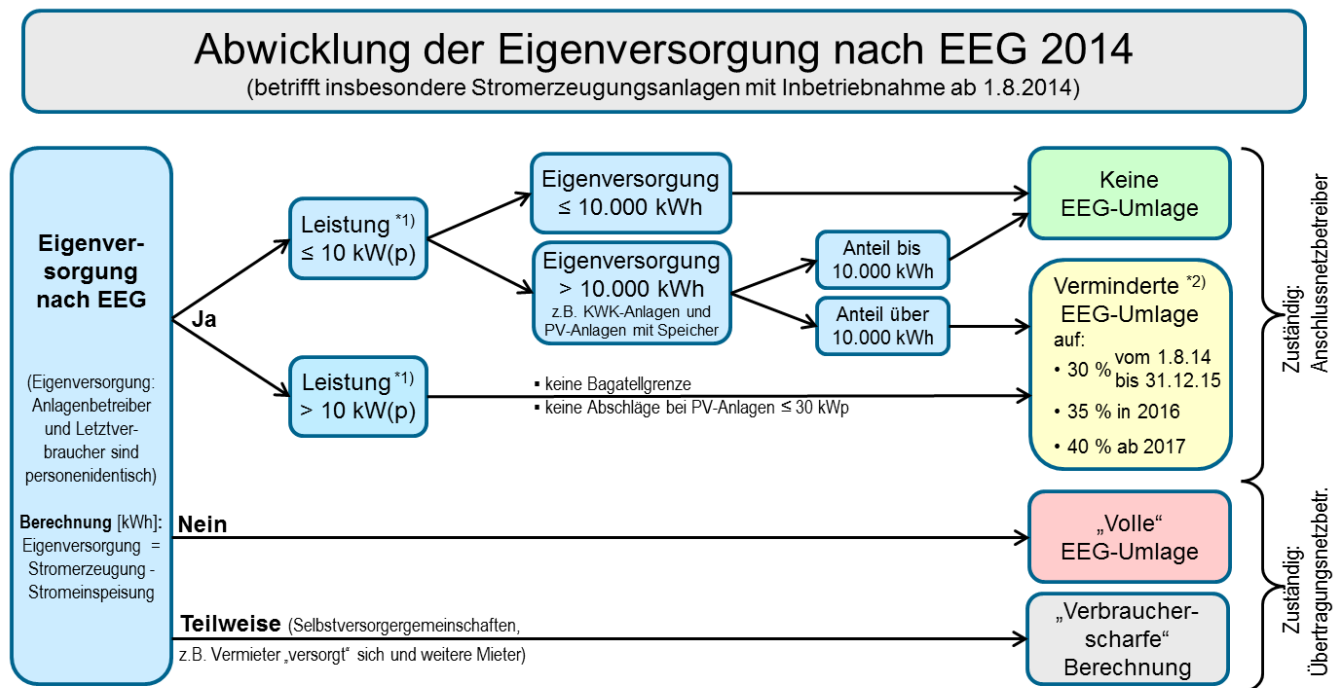 Abwicklung der Eigenversorgung nach EEG 2014
(betrifft insbesondere Stromerzeugungsanlagen mit Inbetriebnahme ab 1.8.2014)
Eigenver-
sorgung
nach EEG
(Eigenversorgung:
Anlagenbetreiber
und Letztver-
braucher sind
personenidentisch)
Berechnung [kWh]:
Eigenversorgung =
Stromerzeugung -
Stromeinspeisung
Ja
Leistung *1)
≤ 10 kW(p)
Eigenversorgung
≤ 10.000 kWh
Eigenversorgung
> 10.000 kWh
z.B. KWK-Anlagen und
PV-Anlagen mit Speicher
Anteil bis
10.000 kWh
Anteil über
10.000 kWh
Keine
EEG-Umlage
Leistung *1)
> 10 kW(p)
▪ keine Bagatellgrenze
▪ keine Abschläge bei PV-Anlagen ≤ 30 kWp
Verminderte *2)
EEG-Umlage
auf:
• 30 % vom 1.8.14
bis 31.12.15
• 35 % in 2016
• 40 % ab 2017
Zuständig:
Anschlussnetzbetreiber
Nein
„Volle“
EEG-Umlage
Teilweise (Selbstversorgergemeinschaften,
z.B. Vermieter „versorgt“ sich und weitere Mieter)
„Verbraucher-
scharfe“
Berechnung
Zuständig:
Übertragungsnetzbetr.